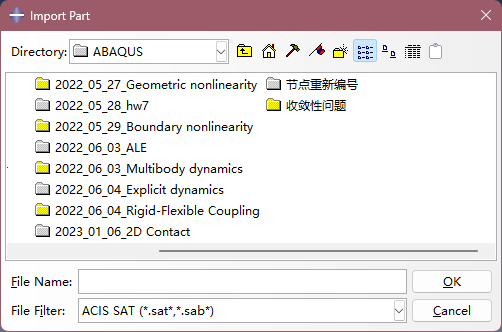 Import Part
Directory: ABAQUS
2022_05_27_Geometric nonlinearity
2022_05_28_hw7
2022_05_29_Boundary nonlinearity
2022_06_03_ALE
2022_06_03_Multibody dynamics
2022_06_04_Explicit dynamics
2022_06_04_Rigid-Flexible Coupling
2023_01_06_2D Contact
节点重新编号
收敛性问题
File Name:
OK
File Filter: ACIS SAT (*.sat*,*.sab*)
Cancel